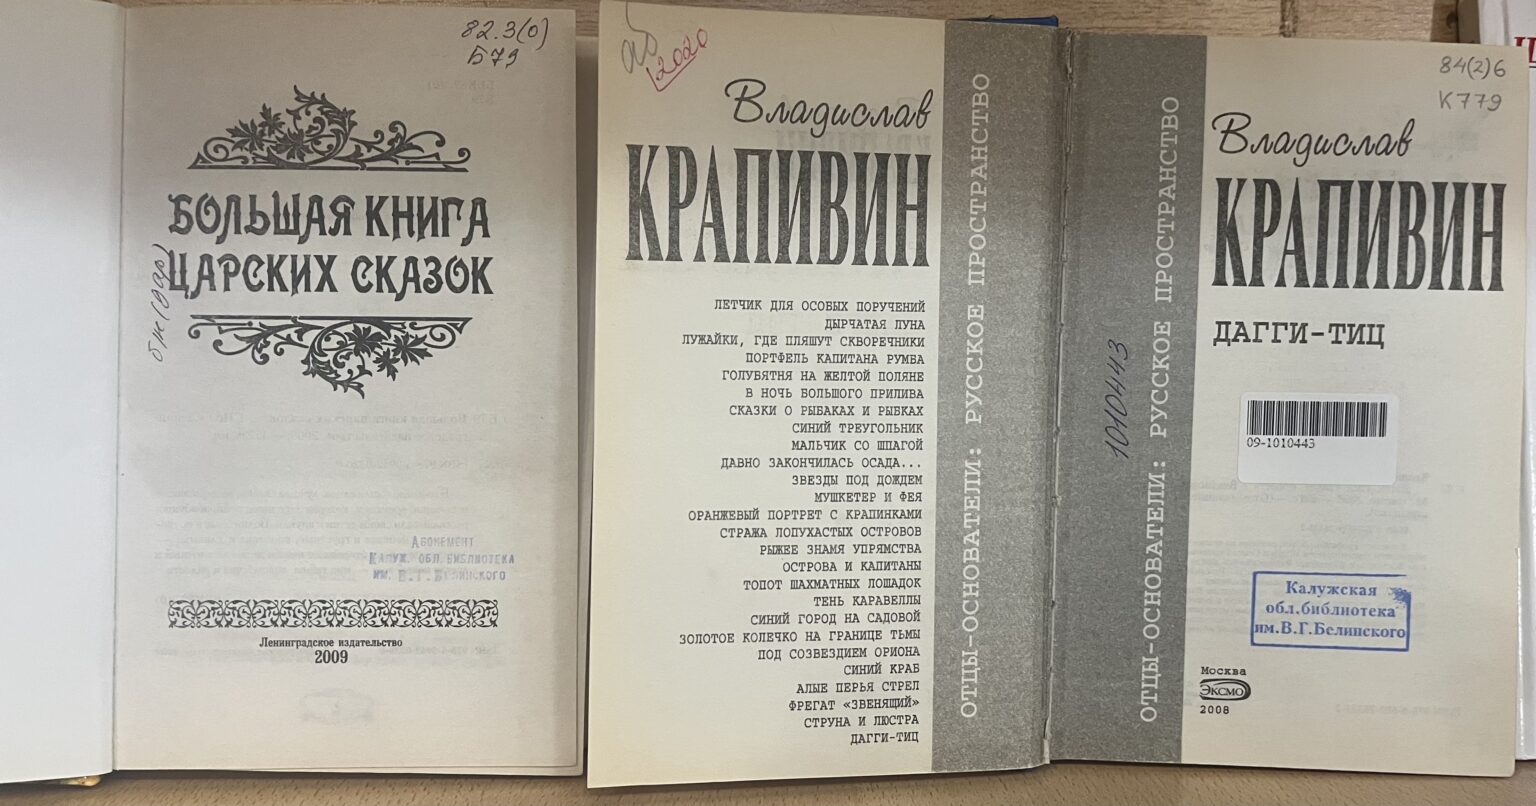 82.3(0)
Б79
БОЛЬШАЯ КНИГА
ЦАРСКИХ СКАЗОК
АБОНЕМЕНТ
КАЛУЖ. ОБЛ. БИБЛИОТЕКА
ИМ. В.Г. БЕЛИНСКОГО
Ленинградское издательство
2009
аб
2020
Владислав
КРАПИВИН
ЛЕТЧИК ДЛЯ ОСОБЫХ ПОРУЧЕНИЙ
ДЫРЧАТАЯ ЛУНА
ЛУЖАЙКИ, ГДЕ ПЛЯШУТ СКВОРЕЧНИКИ
ПОРТФЕЛЬ КАПИТАНА РУМБА
ГОЛУБЯТНЯ НА ЖЕЛТОЙ ПОЛЯНЕ
В НОЧЬ БОЛЬШОГО ПРИЛИВА
СКАЗКИ О РЫБАКАХ И РЫБКАХ
СИНИЙ ТРЕУГОЛЬНИК
МАЛЬЧИК СО ШПАГОЙ
ДАВНО ЗАКОНЧИЛАСЬ ОСАДА...
ЗВЕЗДЫ ПОД ДОЖДЕМ
МУШКЕТЕР И ФЕЯ
ОРАНЖЕВЫЙ ПОРТРЕТ С КРАПИНКАМИ
СТРАЖА ЛОПУХАСТЫХ ОСТРОВОВ
РЫЖЕЕ ЗНАМЯ УПРЯМСТВА
ОСТРОВА И КАПИТАНЫ
ТОПОТ ШАХМАТНЫХ ЛОШАДОК
ТЕНЬ КАРАВЕЛЛЫ
СИНИЙ ГОРОД НА САДОВОЙ
ЗОЛОТОЕ КОЛЕЧКО НА ГРАНИЦЕ ТЬМЫ
ПОД СОЗВЕЗДИЕМ ОРИОНА
СИНИЙ КРАБ
АЛЫЕ ПЕРЬЯ СТРЕЛ
ФРЕГАТ «ЗВЕНЯЩИЙ»
СТРУНА И ЛЮСТРА
ДАГГИ-ТИЦ
ОТЦЫ-ОСНОВАТЕЛИ: РУССКОЕ ПРОСТРАНСТВО
ОТЦЫ-ОСНОВАТЕЛИ: РУССКОЕ ПРОСТРАНСТВО
1010443
84(2)6
К779
Владислав
КРАПИВИН
ДАГГИ-ТИЦ
09-1010443
Калужская
обл.библиотека
им.В.Г.Белинского
Москва
ЭКСМО
2008